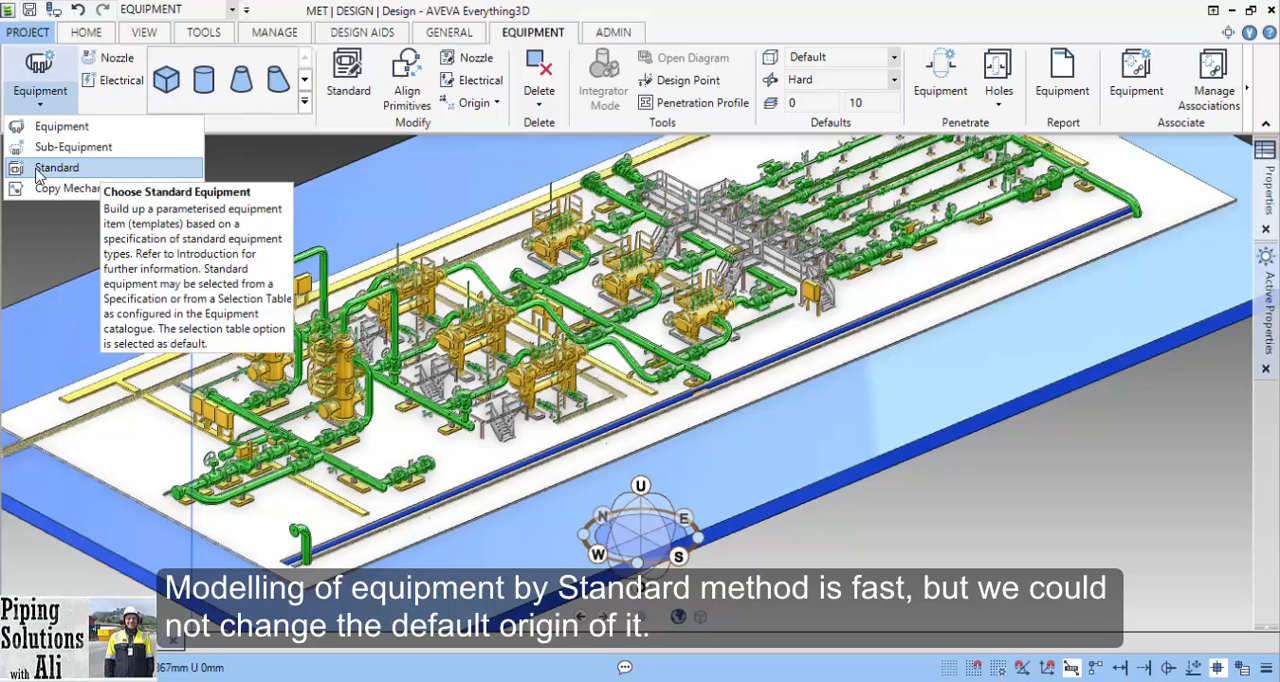 EQUIPMENT
MET | DESIGN | Design - AVEVA Everything3D
PROJECT HOME VIEW TOOLS MANAGE DESIGN AIDS GENERAL EQUIPMENT ADMIN
Equipment
Nozzle
Electrical
Standard
Align
Primitives
Nozzle
Electrical
Origin
Modify
Delete
Delete
Integrator
Mode
Open Diagram
Design Point
Penetration Profile
Tools
Default
Hard
0 10
Defaults
Equipment
Holes
Penetrate
Equipment
Report
Equipment
Manage
Associations
Associate
Equipment
Sub-Equipment
Standard
Copy Mechan
Choose Standard Equipment
Build up a parameterised equipment
item (templates) based on a
specification of standard equipment
types. Refer to Introduction for
further information. Standard
equipment may be selected from a
Specification or from a Selection Table
as configured in the Equipment
catalogue. The selection table option
is selected as default.
Properties
Active Properties
U
N
E
W
S
Modelling of equipment by Standard method is fast, but we could
not change the default origin of it.
Piping
Solutions
with Ali
367mm U 0mm